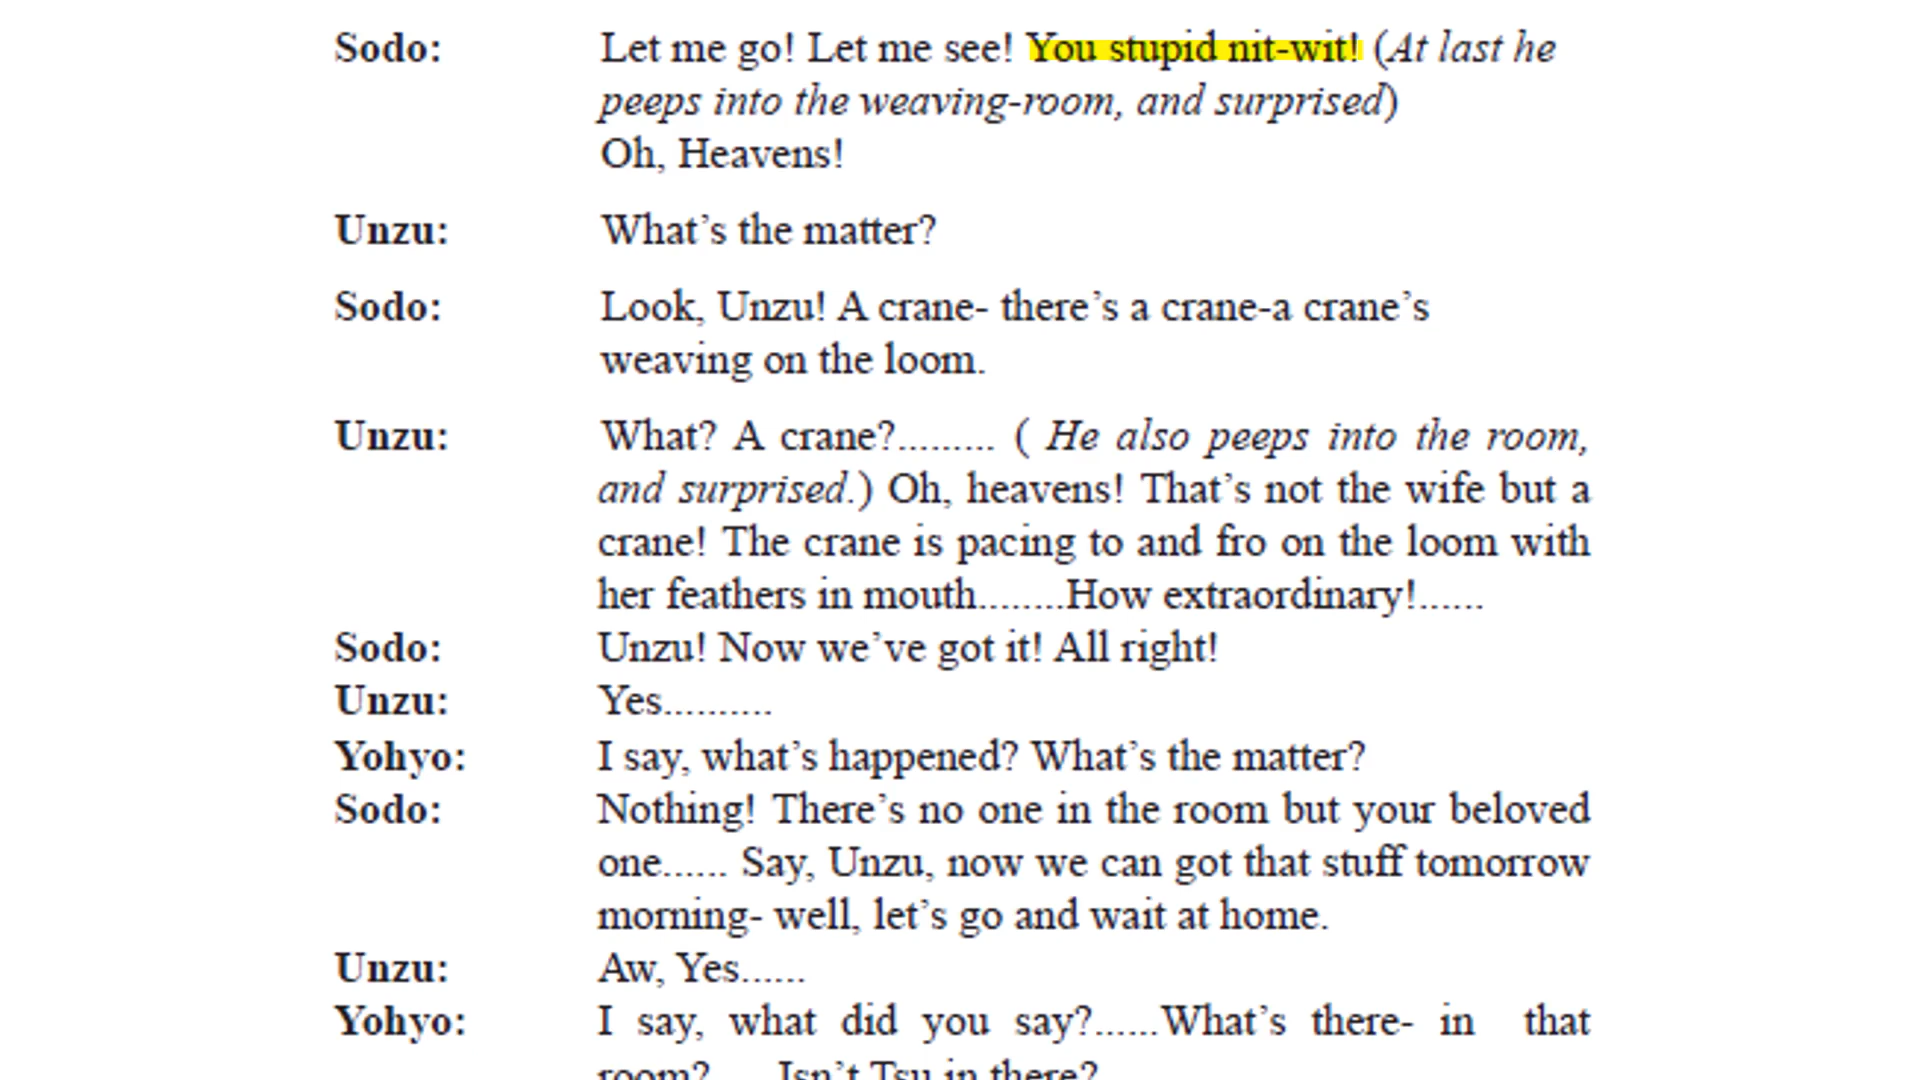 Sodo: Let me go! Let me see! You stupid nit-wit! (At last he
peeps into the weaving-room, and surprised)
Oh, Heavens!
Unzu: What's the matter?
Sodo: Look, Unzu! A crane- there's a crane-a crane's
weaving on the loom.
Unzu: What? A crane?......... ( He also peeps into the room,
and surprised.) Oh, heavens! That's not the wife but a
crane! The crane is pacing to and fro on the loom with
her feathers in mouth........How extraordinary!......
Sodo: Unzu! Now we've got it! All right!
Unzu: Yes..........
Yohyo: I say, what's happened? What's the matter?
Sodo: Nothing! There's no one in the room but your beloved
one...... Say, Unzu, now we can got that stuff tomorrow
morning- well, let's go and wait at home.
Unzu: Aw, Yes......
Yohyo: I say, what did you say?......What's there- in that
room?...... Isn't Tsu in there?